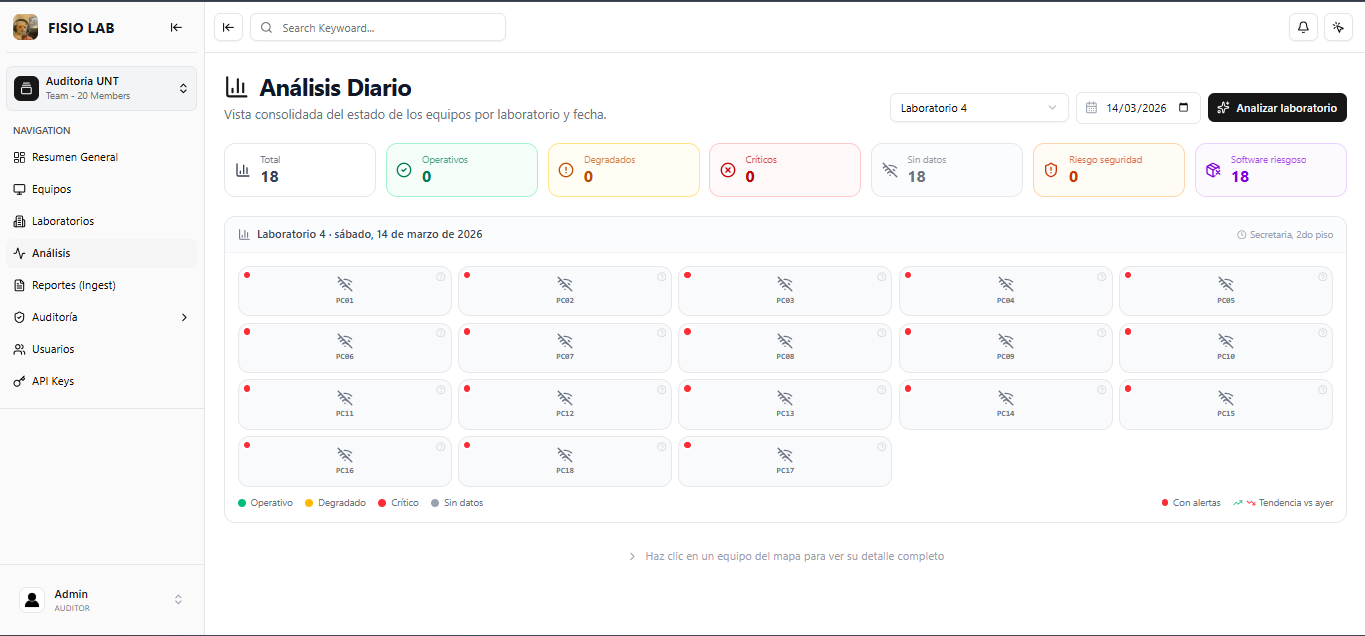 FISIO LAB
Search Keywoard...
Auditoria UNT
Team - 20 Members
NAVIGATION
Resumen General
Equipos
Laboratorios
Análisis
Reportes (Ingest)
Auditoría
Usuarios
API Keys
Admin
AUDITOR
Análisis Diario
Vista consolidada del estado de los equipos por laboratorio y fecha.
Laboratorio 4
14/03/2026
Analizar laboratorio
Total
18
Operativos
0
Degradados
0
Críticos
0
Sin datos
18
Riesgo seguridad
0
Software riesgoso
18
Laboratorio 4 · sábado, 14 de marzo de 2026
Secretaria, 2do piso
PC01
PC02
PC03
PC04
PC05
PC06
PC07
PC08
PC09
PC10
PC11
PC12
PC13
PC14
PC15
PC16
PC18
PC17
Operativo
Degradado
Crítico
Sin datos
Con alertas
Tendencia vs ayer
Haz clic en un equipo del mapa para ver su detalle completo